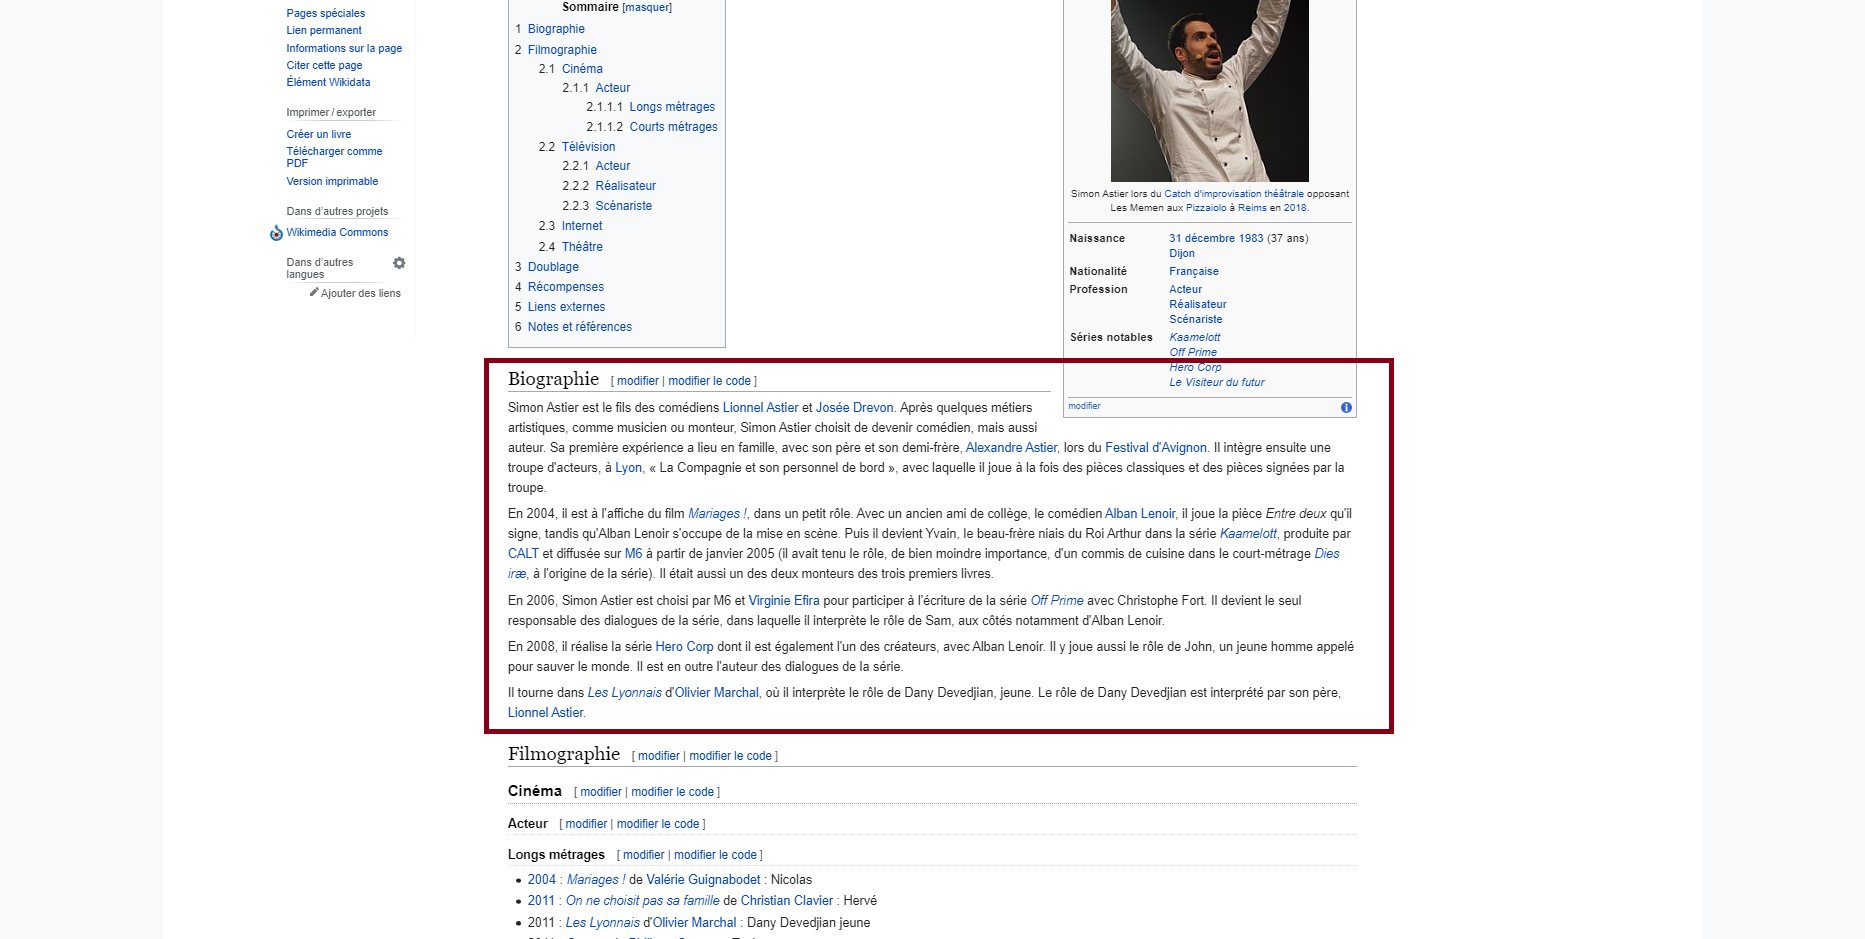 Pages spéciales
Lien permanent
Informations sur la page
Citer cette page
Élément Wikidata
Imprimer / exporter
Créer un livre
Télécharger comme
PDF
Version imprimable
Dans d'autres projets
Wikimedia Commons
Dans d'autres
langues
Ajouter des liens
Sommaire [masquer]
1 Biographie
2 Filmographie
2.1 Cinéma
2.1.1 Acteur
2.1.1.1 Longs métrages
2.1.1.2 Courts métrages
2.2 Télévision
2.2.1 Acteur
2.2.2 Réalisateur
2.2.3 Scénariste
2.3 Internet
2.4 Théâtre
3 Doublage
4 Récompenses
5 Liens externes
6 Notes et références
Simon Astier lors du Catch d'improvisation théâtrale opposant
Les Memen aux Pizzaiolo à Reims en 2018.
Naissance 31 décembre 1983 (37 ans)
Dijon
Nationalité Française
Profession Acteur
Réalisateur
Scénariste
Séries notables Kaamelott
Off Prime
Hero Corp
Le Visiteur du futur
modifier
Biographie [ modifier | modifier le code ]
Simon Astier est le fils des comédiens Lionnel Astier et Josée Drevon. Après quelques métiers
artistiques, comme musicien ou monteur, Simon Astier choisit de devenir comédien, mais aussi
auteur. Sa première expérience a lieu en famille, avec son père et son demi-frère, Alexandre Astier, lors du Festival d'Avignon. Il intègre ensuite une
troupe d'acteurs, à Lyon, « La Compagnie et son personnel de bord », avec laquelle il joue à la fois des pièces classiques et des pièces signées par la
troupe.
En 2004, il est à l'affiche du film Mariages !, dans un petit rôle. Avec un ancien ami de collège, le comédien Alban Lenoir, il joue la pièce Entre deux qu'il
signe, tandis qu'Alban Lenoir s'occupe de la mise en scène. Puis il devient Yvain, le beau-frère niais du Roi Arthur dans la série Kaamelott, produite par
CALT et diffusée sur M6 à partir de janvier 2005 (il avait tenu le rôle, de bien moindre importance, d'un commis de cuisine dans le court-métrage Dies
iræ, à l'origine de la série). Il était aussi un des deux monteurs des trois premiers livres.
En 2006, Simon Astier est choisi par M6 et Virginie Efira pour participer à l'écriture de la série Off Prime avec Christophe Fort. Il devient le seul
responsable des dialogues de la série, dans laquelle il interprète le rôle de Sam, aux côtés notamment d'Alban Lenoir.
En 2008, il réalise la série Hero Corp dont il est également l'un des créateurs, avec Alban Lenoir. Il y joue aussi le rôle de John, un jeune homme appelé
pour sauver le monde. Il est en outre l'auteur des dialogues de la série.
Il tourne dans Les Lyonnais d'Olivier Marchal, où il interprète le rôle de Dany Devedjian, jeune. Le rôle de Dany Devedjian est interprété par son père,
Lionnel Astier.
Filmographie [ modifier | modifier le code ]
Cinéma [ modifier | modifier le code ]
Acteur [ modifier | modifier le code ]
Longs métrages [ modifier | modifier le code ]
• 2004 : Mariages ! de Valérie Guignabodet : Nicolas
• 2011 : On ne choisit pas sa famille de Christian Clavier : Hervé
• 2011 : Les Lyonnais d'Olivier Marchal : Dany Devedjian jeune